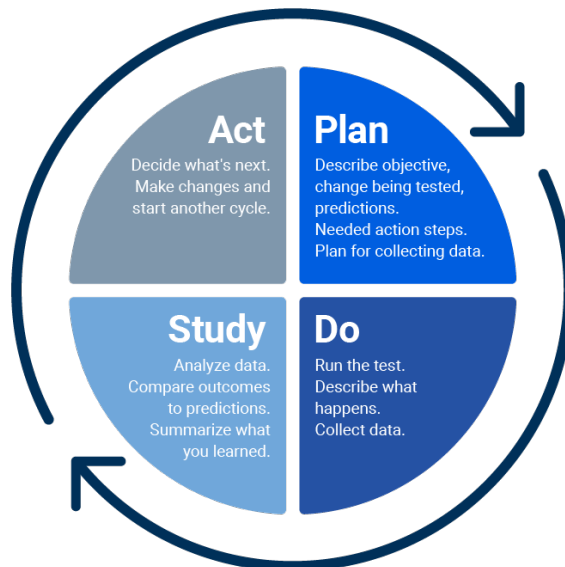 Act
Decide what's next.
Make changes and
start another cycle.
Plan
Describe objective,
change being tested,
predictions.
Needed action steps.
Plan for collecting data.
Study
Analyze data.
Compare outcomes
to predictions.
Summarize what
you learned.
Do
Run the test.
Describe what
happens.
Collect data.